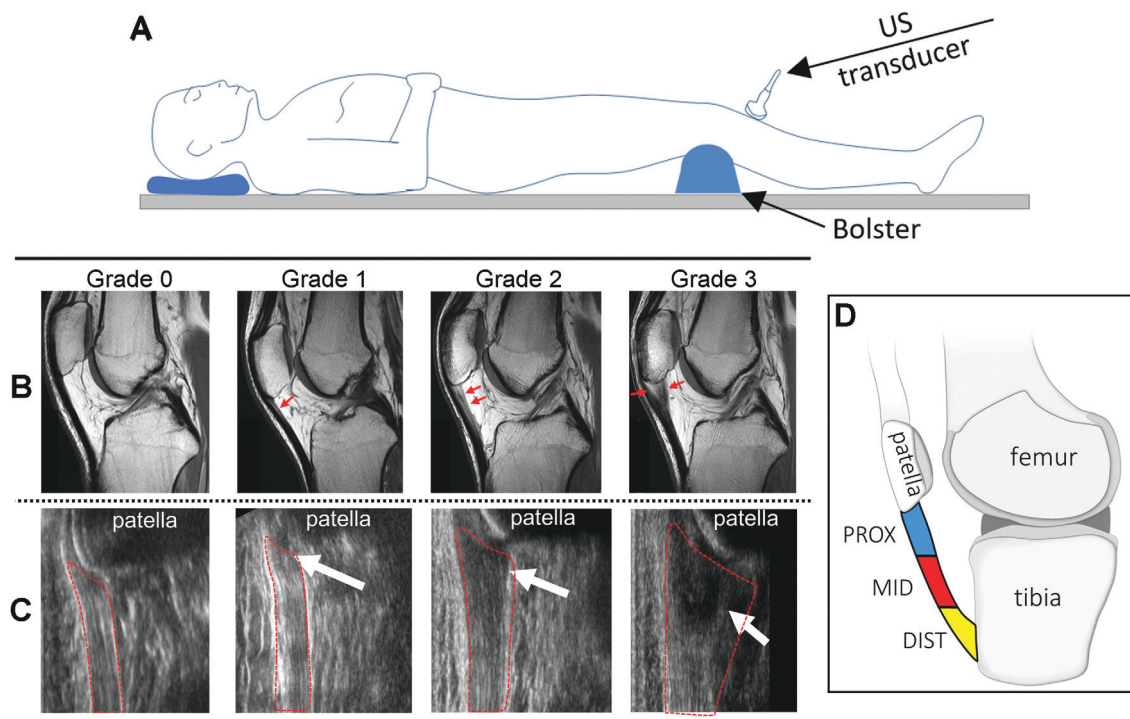 A
US
transducer
Bolster
Grade 0
Grade 1
Grade 2
Grade 3
B
C
patella
patella
patella
patella
D
patella
femur
PROX
MID
DIST
tibia